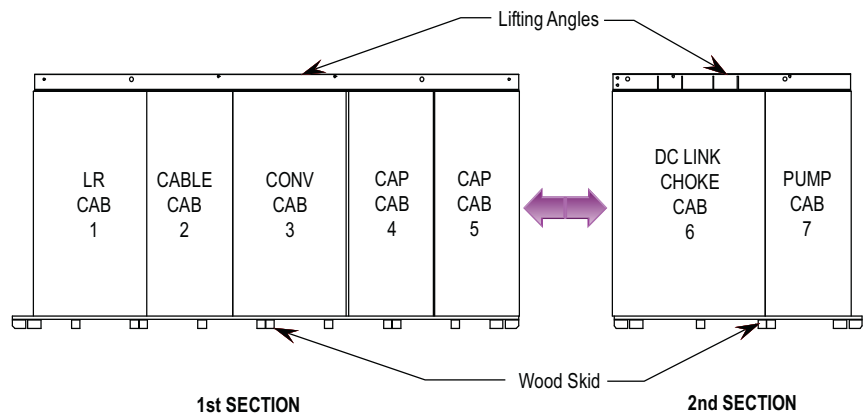 Lifting Angles
LR
CAB
1
CABLE
CAB
2
CONV
CAB
3
CAP
CAB
4
CAP
CAB
5
DC LINK
CHOKE
CAB
6
PUMP
CAB
7
Wood Skid
1st SECTION
2nd SECTION